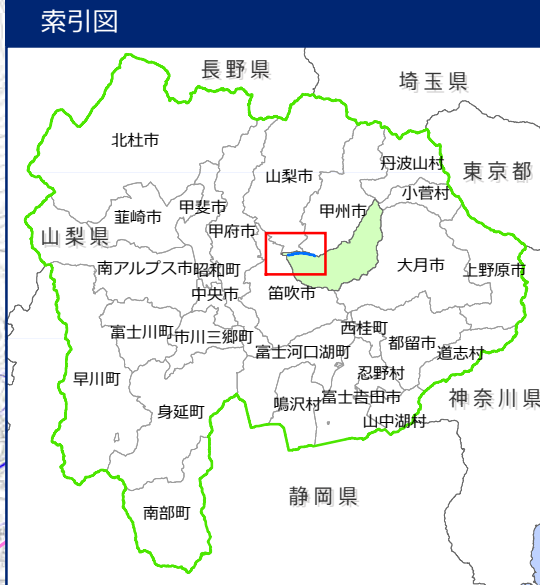 索引図
長野県
埼玉県
北杜市
丹波山村
山梨市
東京都
小菅村
韮崎市
甲斐市
甲州市
甲府市
山梨県
南アルプス市
昭和町
大月市
上野原市
中央市
笛吹市
富士川町
市川三郷町
西桂町
都留市
富士河口湖町
道志村
早川町
忍野村
鳴沢村
富士吉田市
神奈川県
身延町
山中湖村
静岡県
南部町